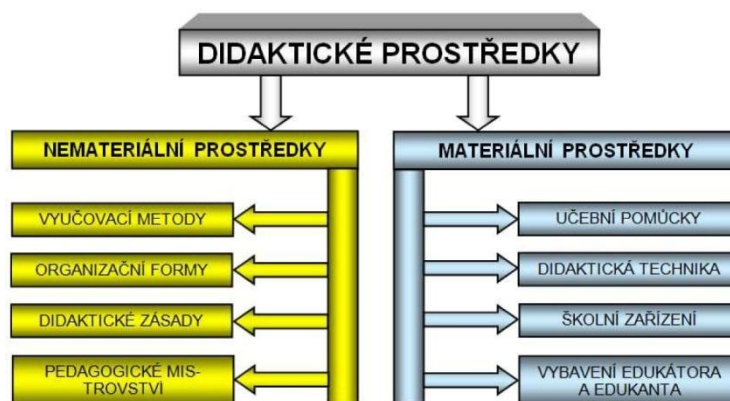 DIDAKTICKÉ PROSTŘEDKY
NEMATERIÁLNÍ PROSTŘEDKY
VYUČOVACÍ METODY
ORGANIZAČNÍ FORMY
DIDAKTICKÉ ZÁSADY
PEDAGOGICKÉ MIS-
TROVSTVÍ
MATERIÁLNÍ PROSTŘEDKY
UČEBNÍ POMŮCKY
DIDAKTICKÁ TECHNIKA
ŠKOLNÍ ZAŘÍZENÍ
VYBAVENÍ EDUKÁTORA
A EDUKANTA